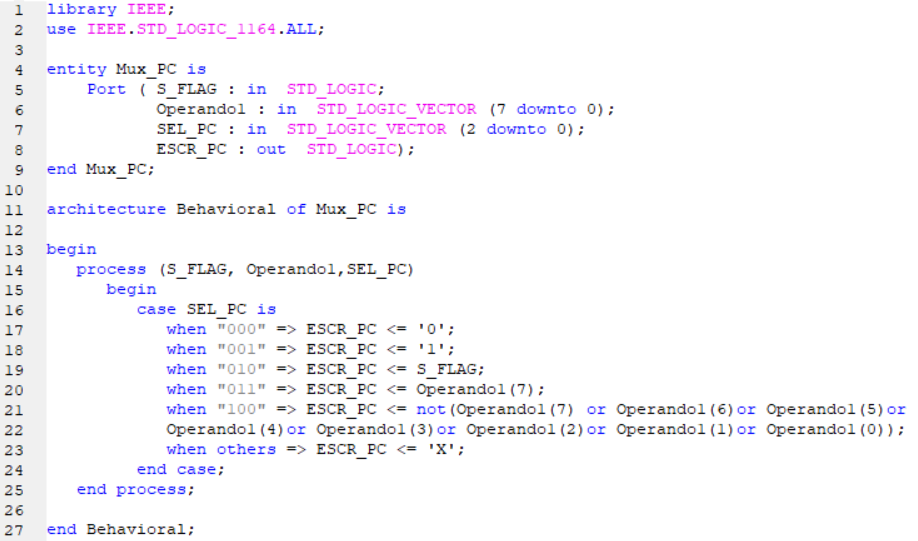 1 library IEEE;
2 use IEEE.STD_LOGIC_1164.ALL;
3
4 entity Mux_PC is
5 Port ( S_FLAG : in STD_LOGIC;
6 Operando1 : in STD_LOGIC_VECTOR (7 downto 0);
7 SEL_PC : in STD_LOGIC_VECTOR (2 downto 0);
8 ESCR_PC : out STD_LOGIC);
9 end Mux_PC;
10
11 architecture Behavioral of Mux_PC is
12
13 begin
14 process (S_FLAG, Operando1,SEL_PC)
15 begin
16 case SEL_PC is
17 when "000" => ESCR_PC <= '0';
18 when "001" => ESCR_PC <= '1';
19 when "010" => ESCR_PC <= S_FLAG;
20 when "011" => ESCR_PC <= Operando1(7);
21 when "100" => ESCR_PC <= not(Operando1(7) or Operando1(6)or Operando1(5)or
22 Operando1(4)or Operando1(3)or Operando1(2)or Operando1(1)or Operando1(0));
23 when others => ESCR_PC <= 'X';
24 end case;
25 end process;
26
27 end Behavioral;